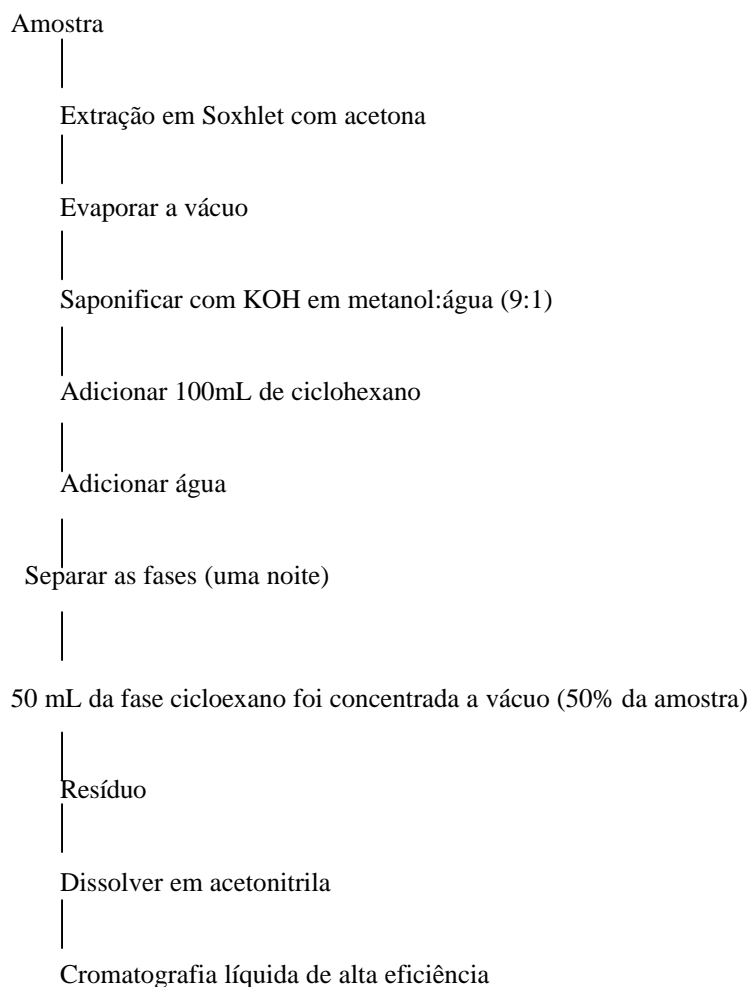 Amostra
Extração em Soxhlet com acetona
Evaporar a vácuo
Saponificar com KOH em metanol:água (9:1)
Adicionar 100mL de ciclohexano
Adicionar água
Separar as fases (uma noite)
50 mL da fase cicloexano foi concentrada a vácuo (50% da amostra)
Resíduo
Dissolver em acetonitrila
Cromatografia líquida de alta eficiência